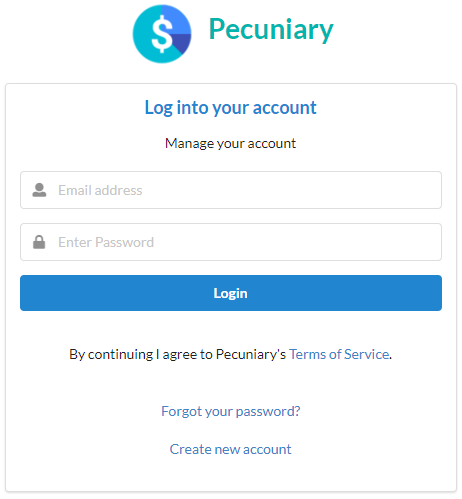 $ Pecuniary
Log into your account
Manage your account
Email address
Enter Password
Login
By continuing I agree to Pecuniary's Terms of Service.
Forgot your password?
Create new account